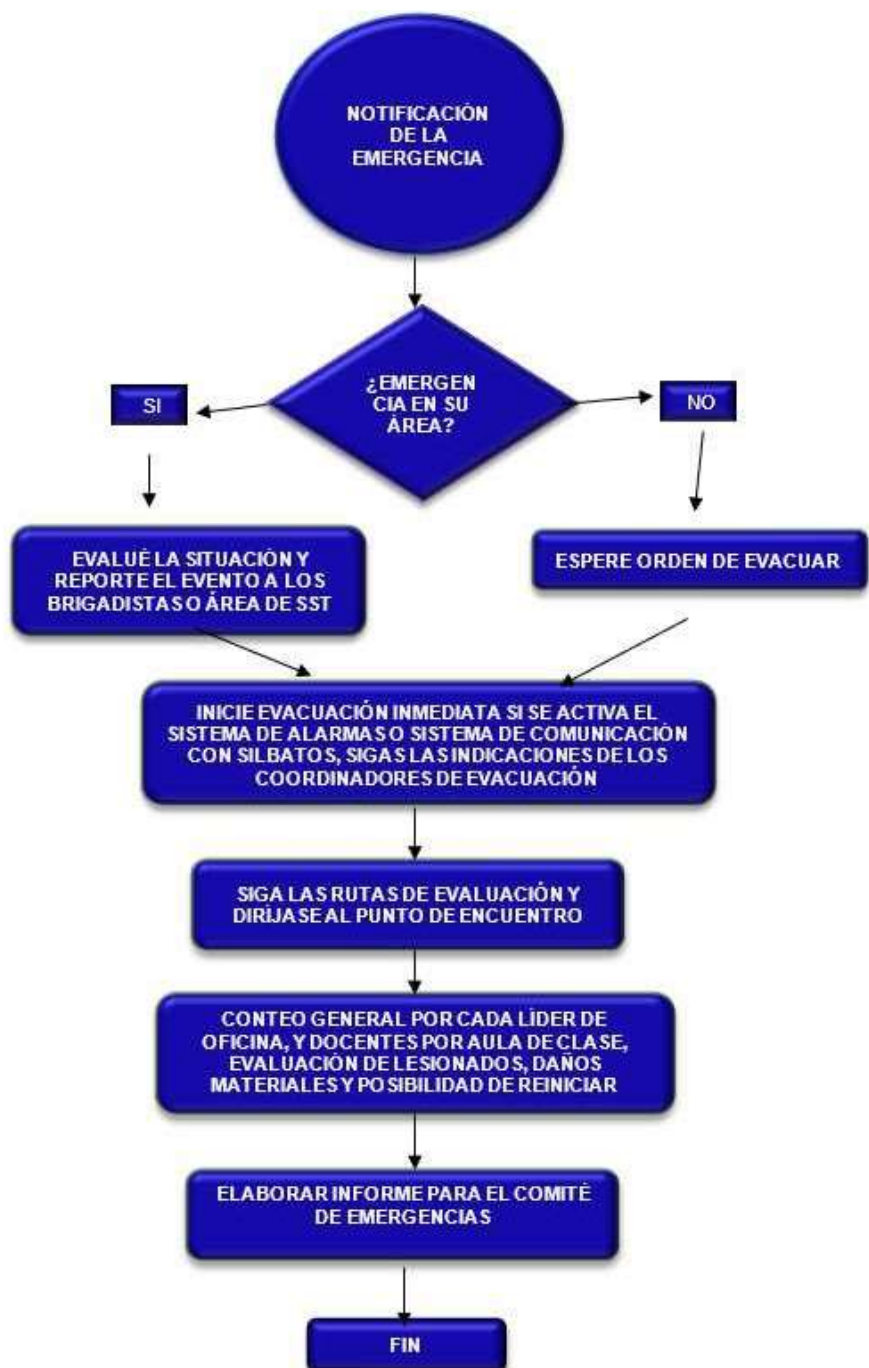 NOTIFICACIÓN
DE LA
EMERGENCIA
¿EMERGEN
CIA EN SU
ÁREA?
SI
NO
EVALUÉ LA SITUACIÓN Y
REPORTE EL EVENTO A LOS
BRIGADISTAS O ÁREA DE SST
ESPERE ORDEN DE EVACUAR
INICIE EVACUACIÓN INMEDIATA SI SE ACTIVA EL
SISTEMA DE ALARMAS O SISTEMA DE COMUNICACIÓN
CON SILBATOS, SIGAS LAS INDICACIONES DE LOS
COORDINADORES DE EVACUACIÓN
SIGA LAS RUTAS DE EVALUACIÓN Y
DIRÍJASE AL PUNTO DE ENCUENTRO
CONTEO GENERAL POR CADA LÍDER DE
OFICINA, Y DOCENTES POR AULA DE CLASE,
EVALUACIÓN DE LESIONADOS, DAÑOS
MATERIALES Y POSIBILIDAD DE REINICIAR
ELABORAR INFORME PARA EL COMITÉ
DE EMERGENCIAS
FIN